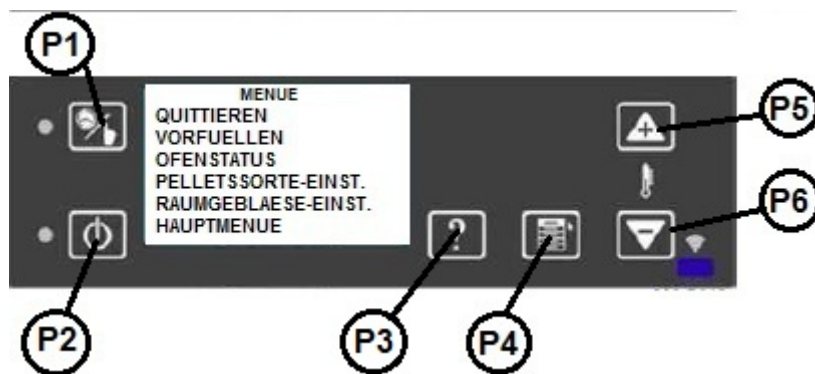 P1
MENUE
QUITTIEREN
VORFUELLEN
OFENSTATUS
PELLETSSORTE-EINST.
RAUMGEBLAESE-EINST.
HAUPTMENUE
P5
P6
?
P2
P3
P4